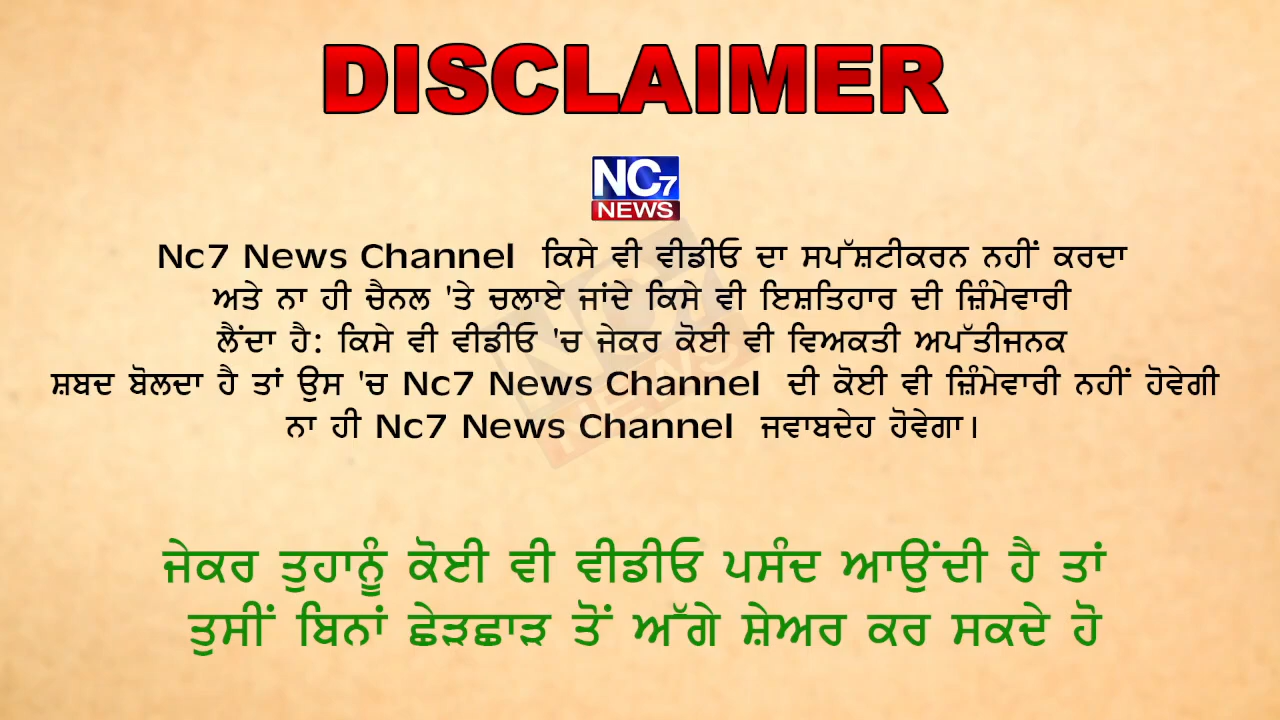 DISCLAIMER
NC7
NEWS
Nc7 News Channel ਕਿਸੇ ਵੀ ਵੀਡੀਓ ਦਾ ਸਪੱਸ਼ਟੀਕਰਨ ਨਹੀਂ ਕਰਦਾ
ਅਤੇ ਨਾ ਹੀ ਚੈਨਲ 'ਤੇ ਚਲਾਏ ਜਾਂਦੇ ਕਿਸੇ ਵੀ ਇਸ਼ਤਿਹਾਰ ਦੀ ਜ਼ਿੰਮੇਵਾਰੀ
ਲੈਂਦਾ ਹੈ: ਕਿਸੇ ਵੀ ਵੀਡੀਓ 'ਚ ਜੇਕਰ ਕੋਈ ਵੀ ਵਿਅਕਤੀ ਅਪੱਤੀਜਨਕ
ਸ਼ਬਦ ਬੋਲਦਾ ਹੈ ਤਾਂ ਉਸ 'ਚ Nc7 News Channel ਦੀ ਕੋਈ ਵੀ ਜ਼ਿੰਮੇਵਾਰੀ ਨਹੀਂ ਹੋਵੇਗੀ
ਨਾ ਹੀ Nc7 News Channel ਜਵਾਬਦੇਹ ਹੋਵੇਗਾ।
ਜੇਕਰ ਤੁਹਾਨੂੰ ਕੋਈ ਵੀ ਵੀਡੀਓ ਪਸੰਦ ਆਉਂਦੀ ਹੈ ਤਾਂ
ਤੁਸੀਂ ਬਿਨਾਂ ਛੇੜਛਾੜ ਤੋਂ ਅੱਗੇ ਸ਼ੇਅਰ ਕਰ ਸਕਦੇ ਹੋ